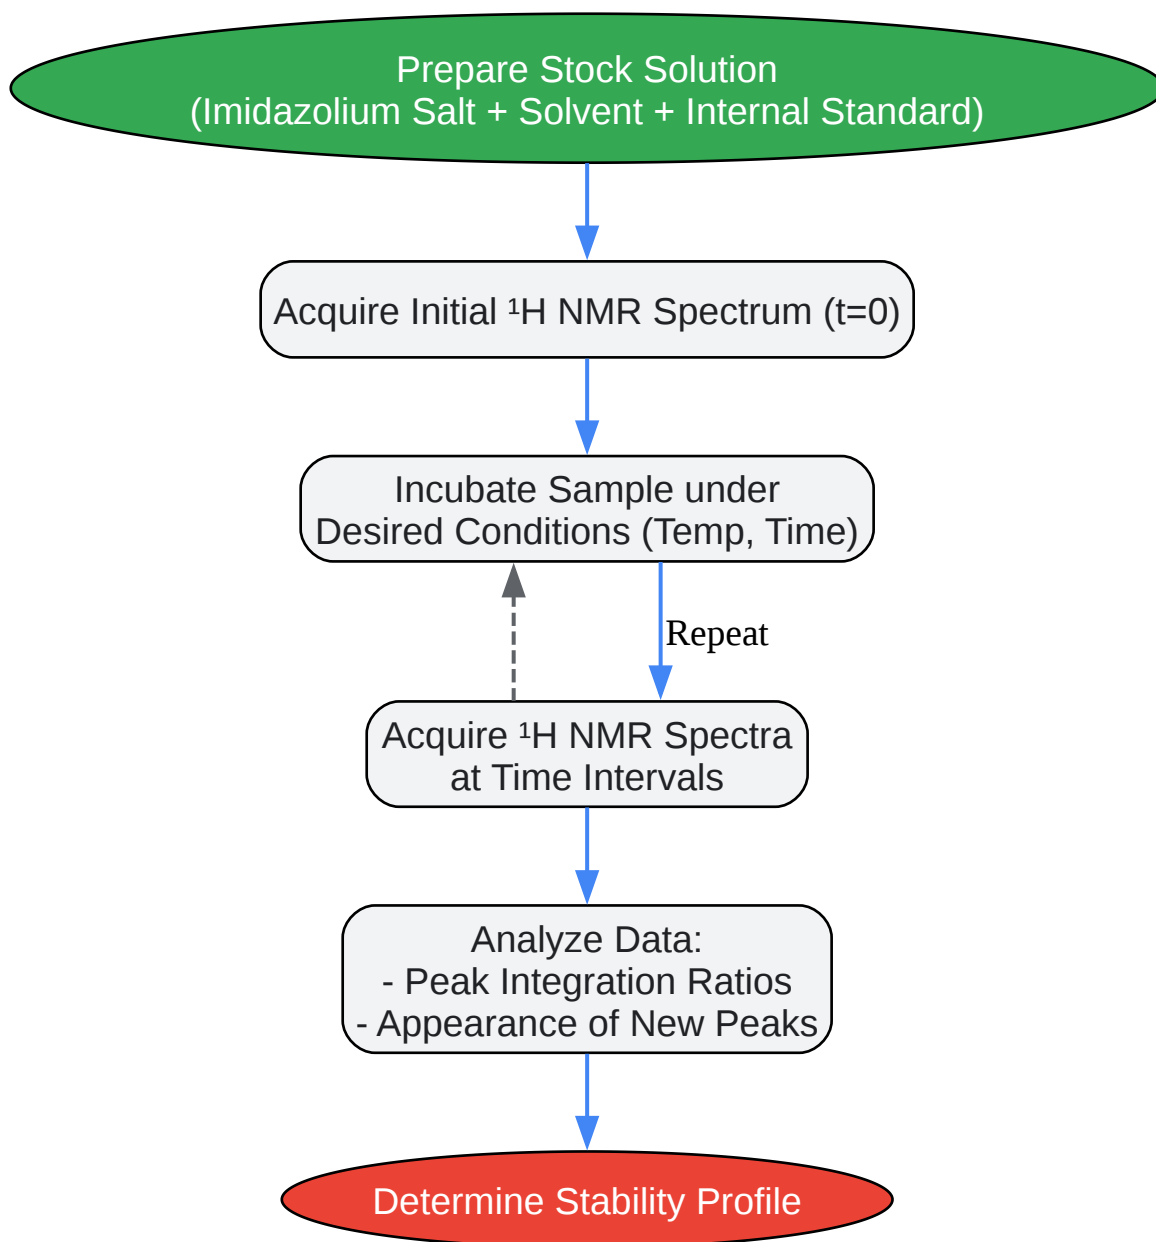 Prepare Stock Solution
(Imidazolium Salt + Solvent + Internal Standard)
Acquire Initial ¹H NMR Spectrum (t=0)
Incubate Sample under
Desired Conditions (Temp, Time)
Repeat
Acquire ¹H NMR Spectra
at Time Intervals
Analyze Data:
- Peak Integration Ratios
- Appearance of New Peaks
Determine Stability Profile